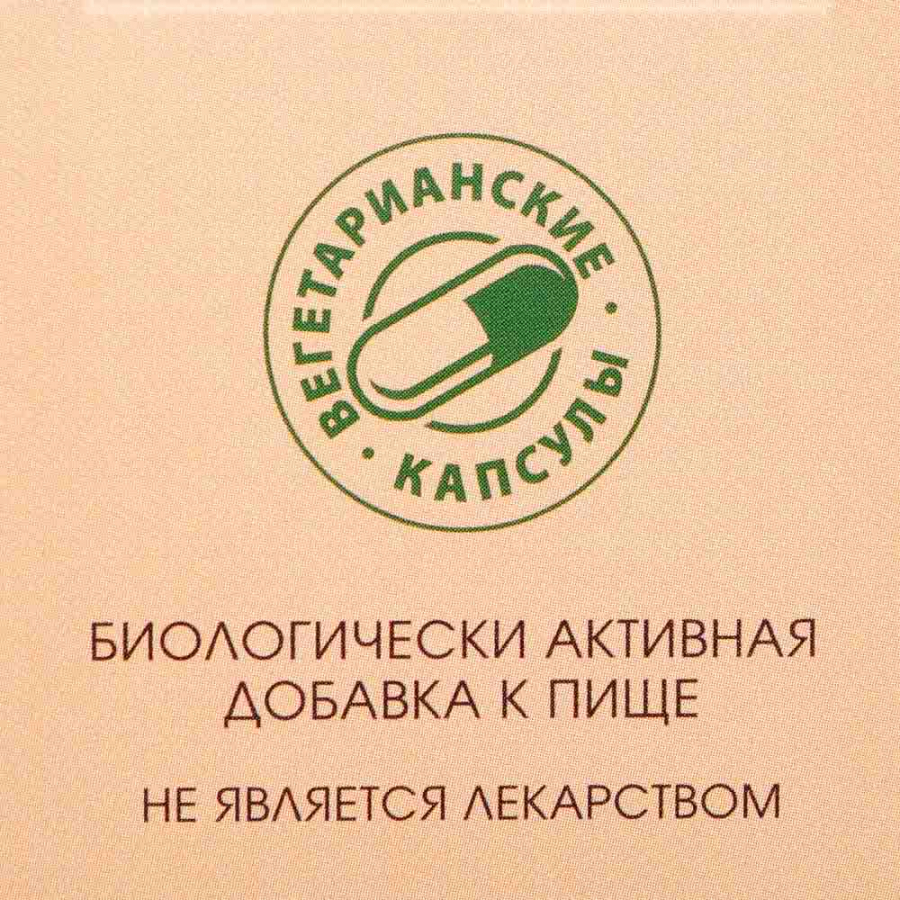 ВЕГЕТАРИАНСКИЕ
КАПСУЛЫ
БИОЛОГИЧЕСКИ АКТИВНАЯ
ДОБАВКА К ПИЩЕ
НЕ ЯВЛЯЕТСЯ ЛЕКАРСТВОМ